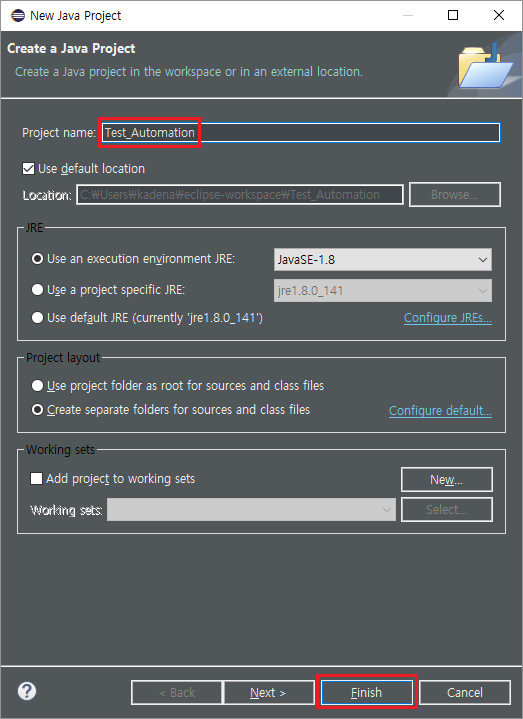 New Java Project
Create a Java Project
Create a Java project in the workspace or in an external location.
Project name: Test_Automation
Use default location
Location: C:₩Users₩kadena₩eclipse-workspace₩Test_Automation Browse...
JRE
Use an execution environment JRE: JavaSE-1.8
Use a project specific JRE: jre1.8.0_141
Use default JRE (currently 'jre1.8.0_141') Configure JREs...
Project layout
Use project folder as root for sources and class files
Create separate folders for sources and class files Configure default...
Working sets
Add project to working sets New...
Working sets: Select...
? < Back Next > Finish Cancel